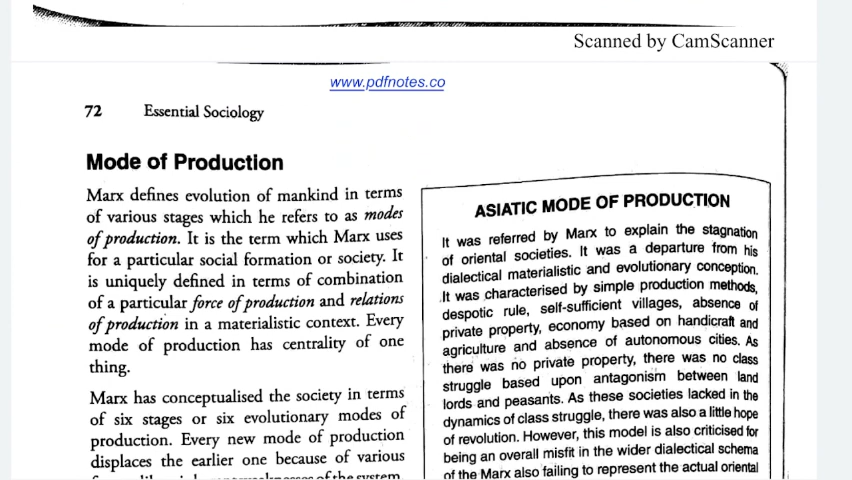 Scanned by CamScanner
www.pdfnotes.co
72 Essential Sociology
Mode of Production
Marx defines evolution of mankind in terms
of various stages which he refers to as modes
of production. It is the term which Marx uses
for a particular social formation or society. It
is uniquely defined in terms of combination
of a particular force of production and relations
of production in a materialistic context. Every
mode of production has centrality of one
thing.
Marx has conceptualised the society in terms
of six stages or six evolutionary modes of
production. Every new mode of production
displaces the earlier one because of various
of the system
ASIATIC MODE OF PRODUCTION
It was referred by Marx to explain the stagnation
of oriental societies. It was a departure from his
dialectical materialistic and evolutionary conception.
It was characterised by simple production methods,
despotic rule, self-sufficient villages, absence of
private property, economy based on handicraft and
agriculture and absence of autonomous cities. As
there was no private property, there was no class
struggle based upon antagonism between land
lords and peasants. As these societies lacked in the
dynamics of class struggle, there was also a little hope
of revolution. However, this model is also criticised for
being an overall misfit in the wider dialectical schema
of the Marx also failing to represent the actual oriental